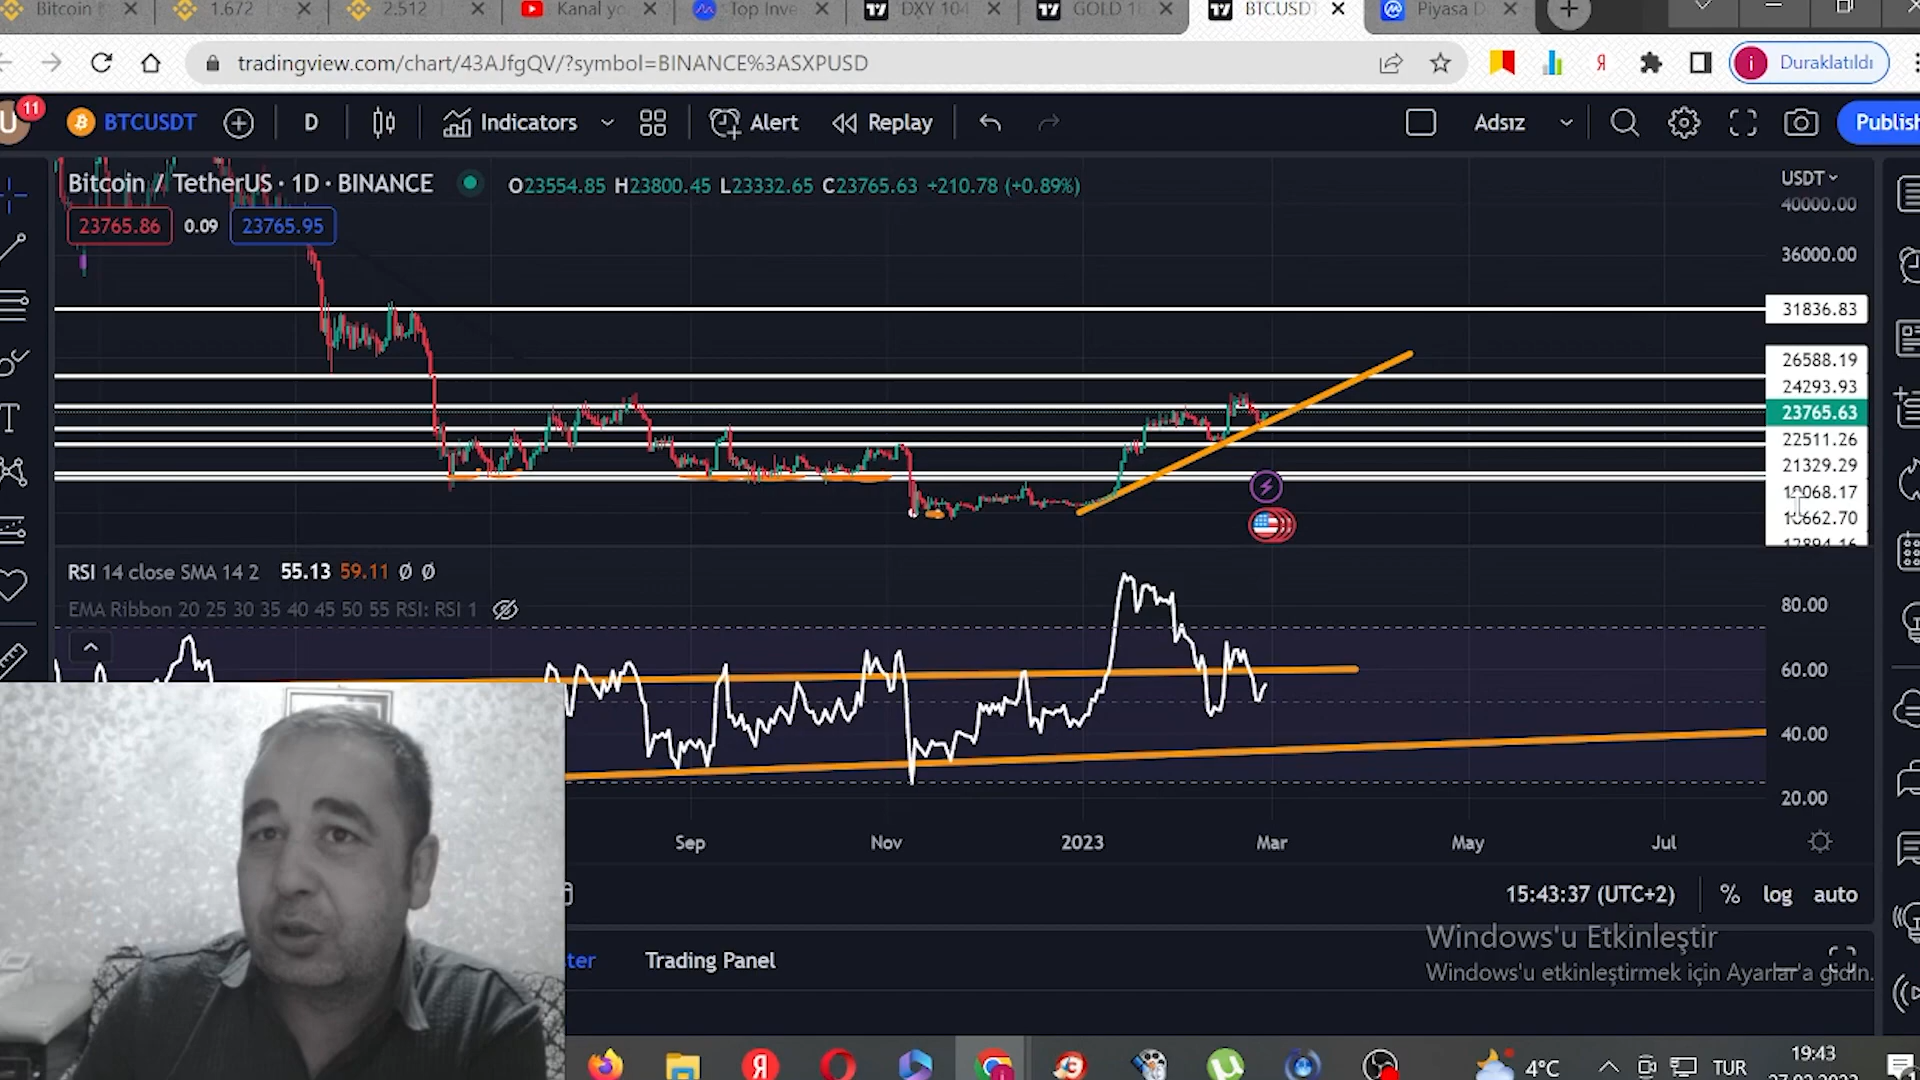 Bitcoin
1.672
2.512
Kanal yo
Top Inve
DXY 104
GOLD 18
BTCUSDT
Piyasa D
tradingview.com/chart/43AJfgQV/?symbol=BINANCE%3ASXPUSD
Duraklatıldı
11
BTCUSDT
D
Indicators
Alert
Replay
Adsız
Publish
Bitcoin / TetherUS · 1D · BINANCE
O23554.85 H23800.45 L23332.65 C23765.63 +210.78 (+0.89%)
23765.86 0.09 23765.95
USDT
40000.00
36000.00
31836.83
26588.19
24293.93
23765.63
22511.26
21329.29
RSI 14 close SMA 14 2 55.13 59.11 Ø Ø
EMA Ribbon 20 25 30 35 40 45 50 55 RSI: RSI 1
80.00
60.00
40.00
20.00
Sep Nov 2023 Mar May Jul
15:43:37 (UTC+2) % log auto
Trading Panel
Windows'u Etkinleştir
Windows'u etkinleştirmek için Ayarlar'a gidin.
4°C
TUR
19:43